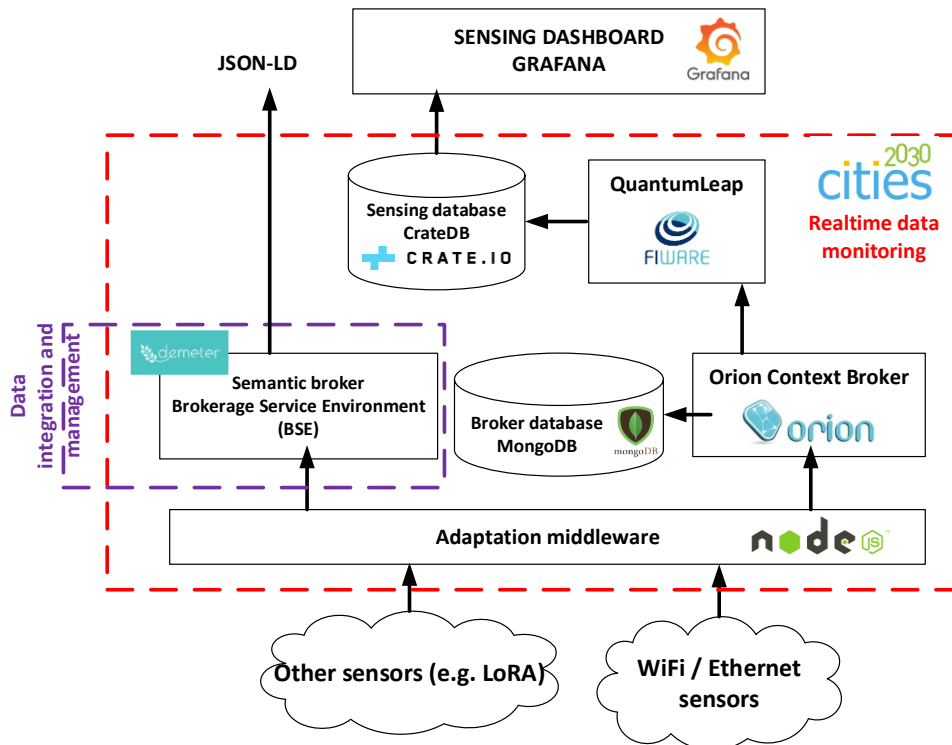 SENSING DASHBOARD
GRAFANA
Grafana
JSON-LD
2030
cities
Realtime data
monitoring
QuantumLeap
FIWARE
Sensing database
CrateDB
CRATE.IO
Data
integration and
management
demeter
Semantic broker
Brokerage Service Environment
(BSE)
Broker database
MongoDB
mongoDB
Orion Context Broker
orion
Adaptation middleware
node
JS
™
Other sensors (e.g. LoRA)
WiFi / Ethernet
sensors